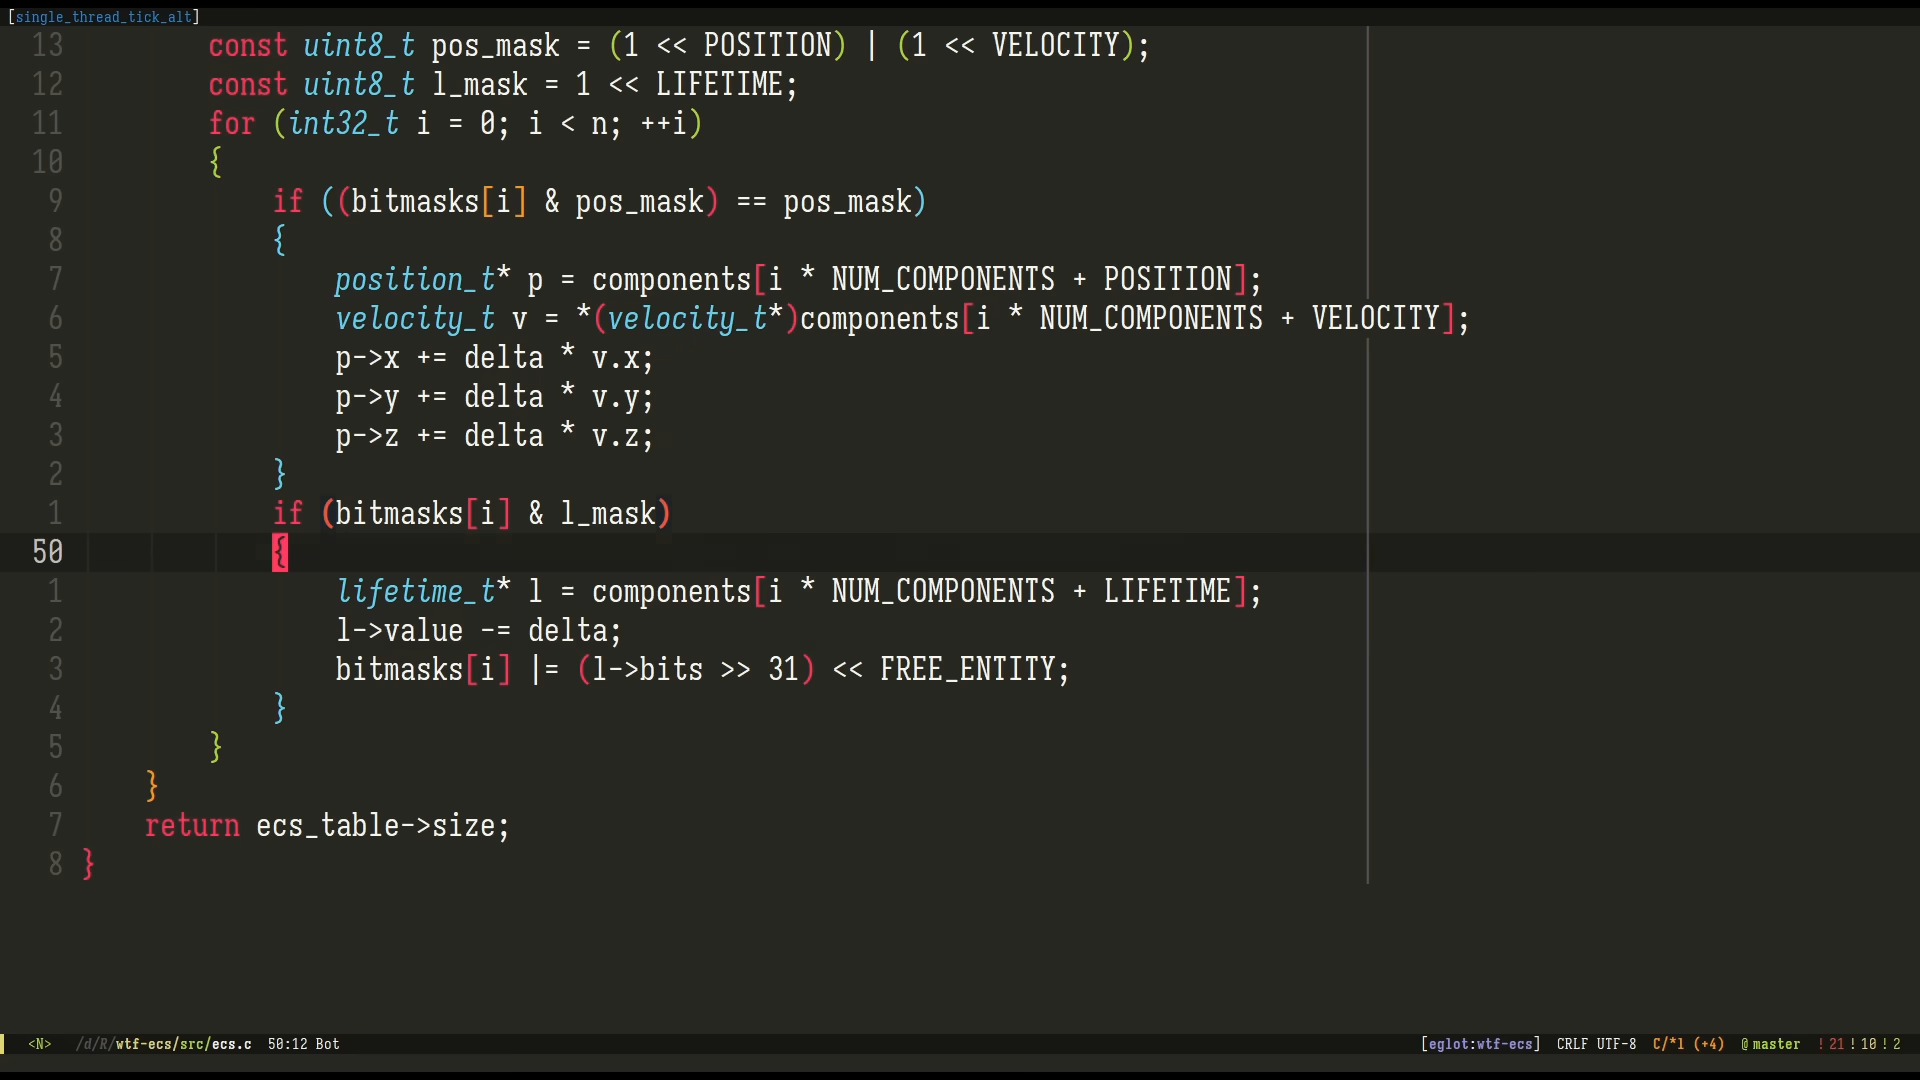 [single_thread_tick_alt]
13 const uint8_t pos_mask = (1 << POSITION) | (1 << VELOCITY);
12 const uint8_t l_mask = 1 << LIFETIME;
11 for (int32_t i = 0; i < n; ++i)
10 {
9 if ((bitmasks[i] & pos_mask) == pos_mask)
8 {
7 position_t* p = components[i * NUM_COMPONENTS + POSITION];
6 velocity_t v = *(velocity_t*)components[i * NUM_COMPONENTS + VELOCITY];
5 p->x += delta * v.x;
4 p->y += delta * v.y;
3 p->z += delta * v.z;
2 }
1 if (bitmasks[i] & l_mask)
50 {
1 lifetime_t* l = components[i * NUM_COMPONENTS + LIFETIME];
2 l->value -= delta;
3 bitmasks[i] |= (l->bits >> 31) << FREE_ENTITY;
4 }
5 }
6 }
7 return ecs_table->size;
8 }
<N> /d/R/wtf-ecs/src/ecs.c 50:12 Bot [eglot:wtf-ecs] CRLF UTF-8 C/*l (+4) @master !21!10!2